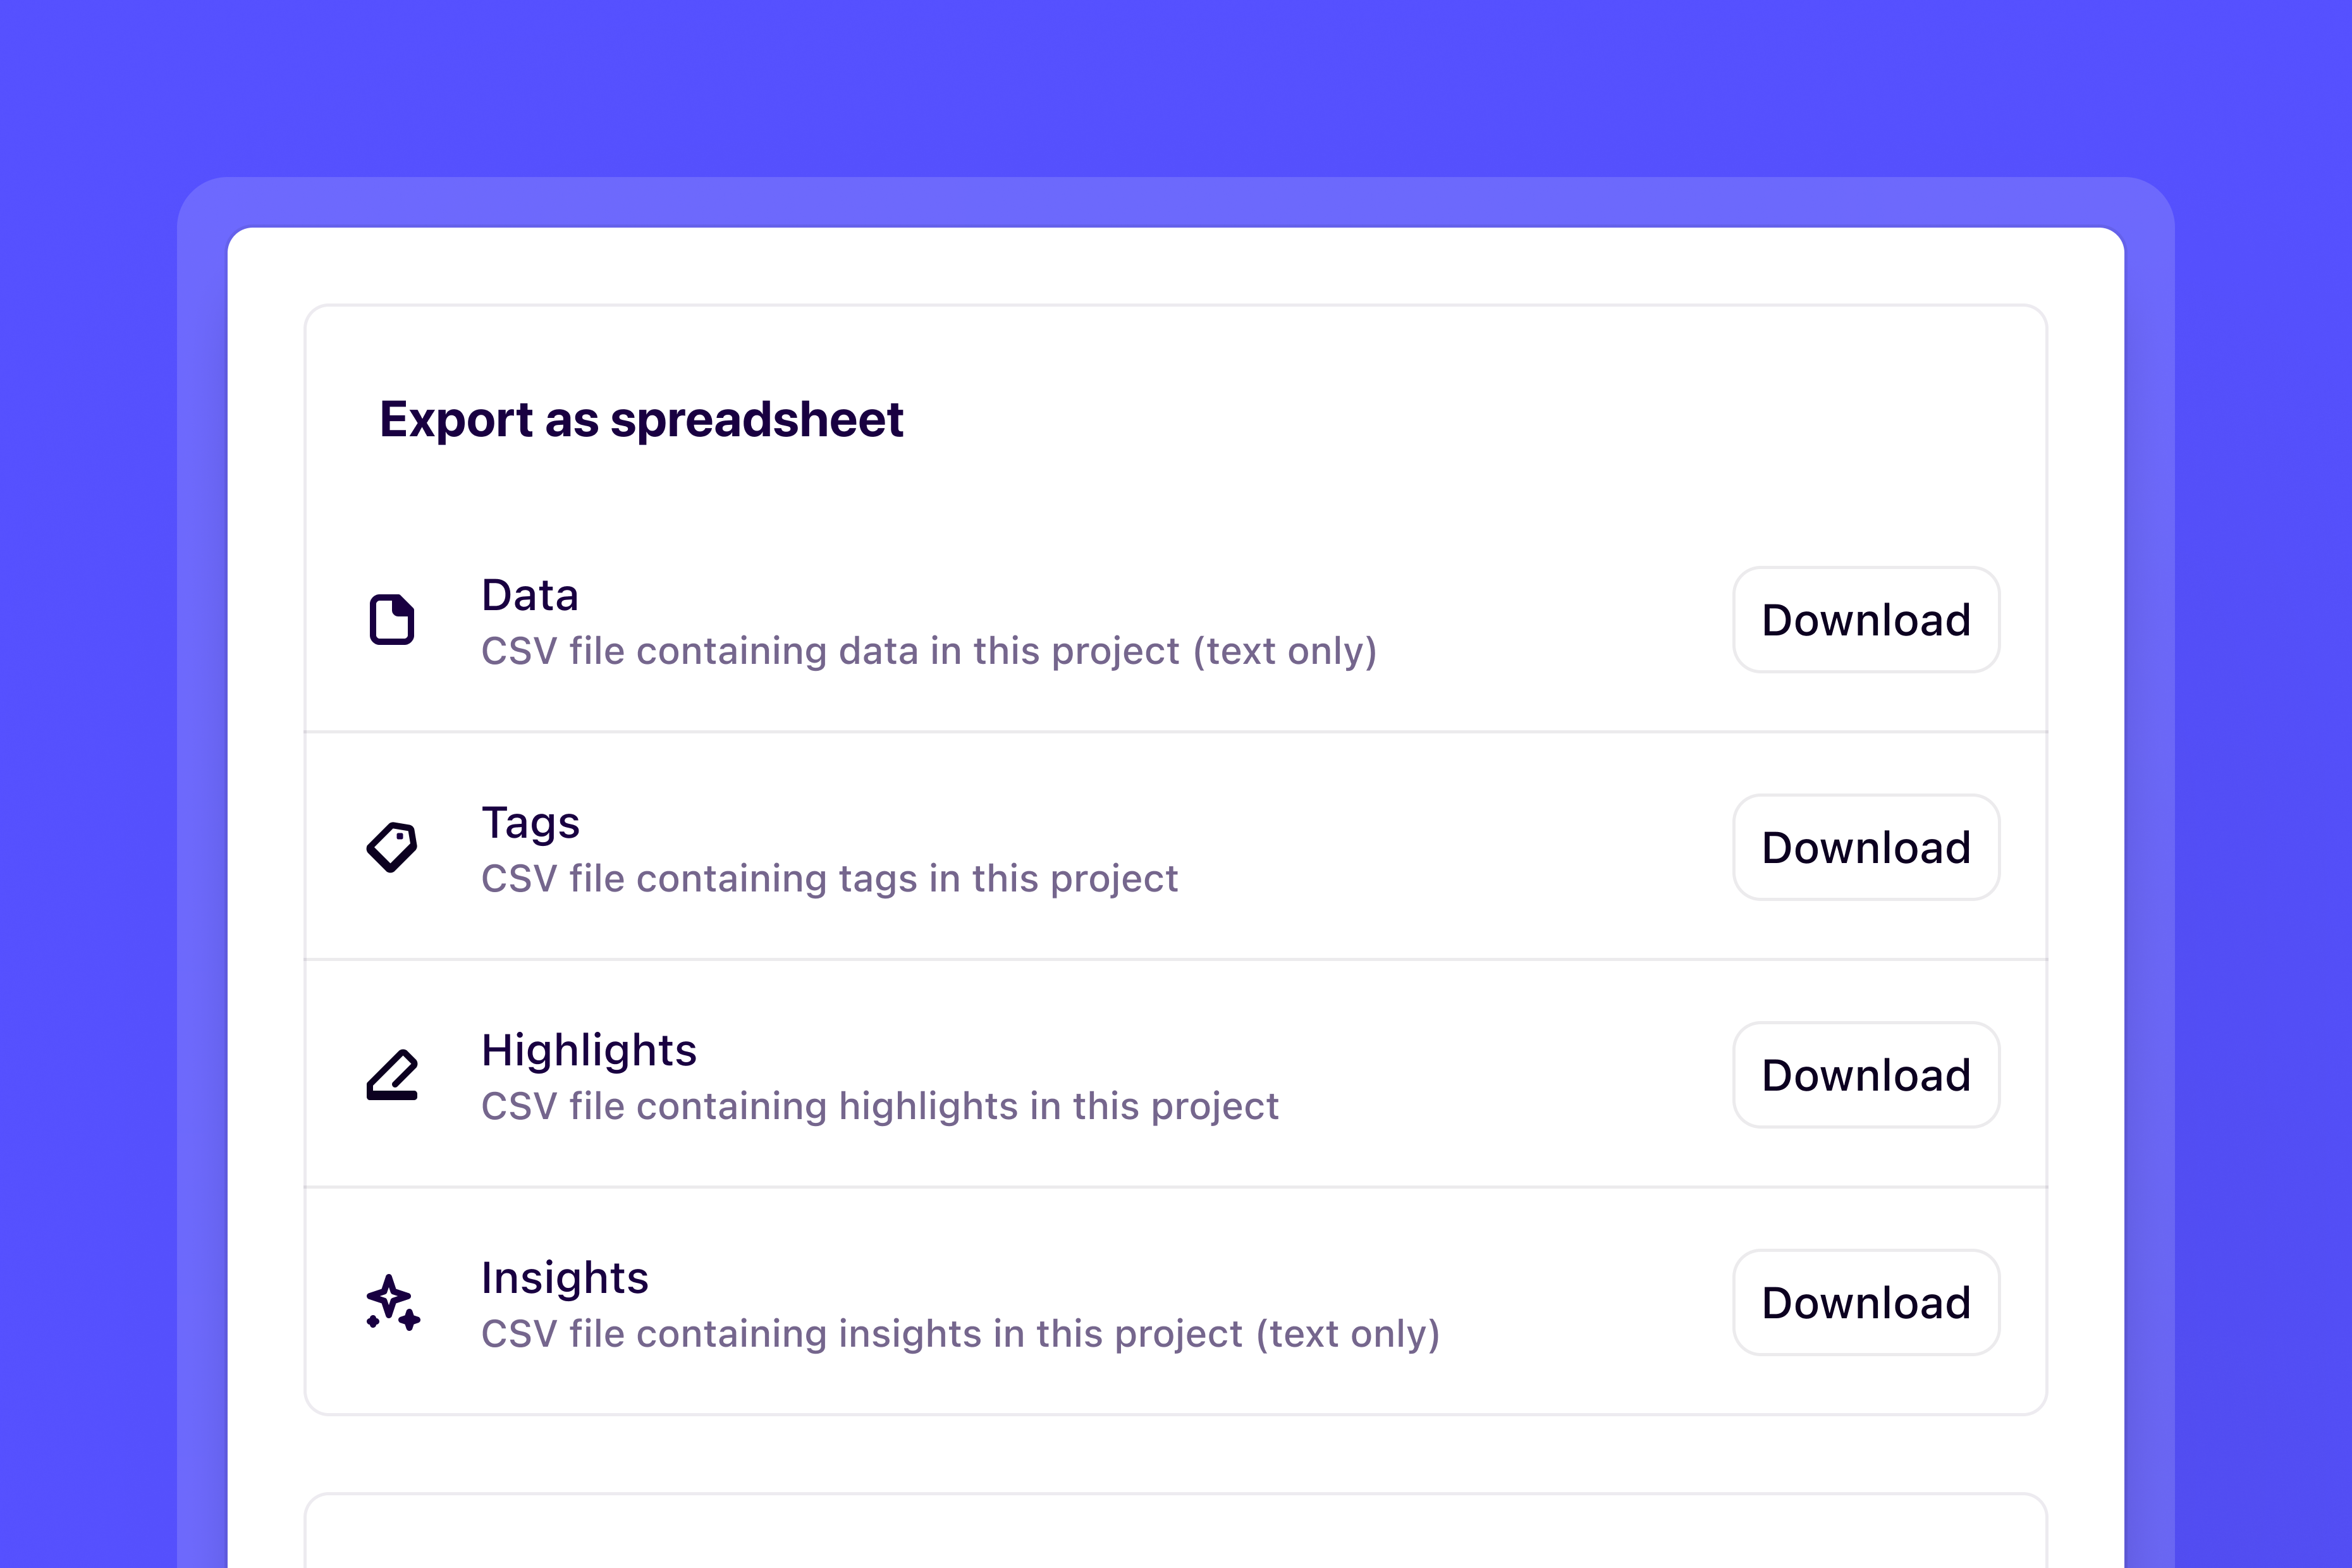 Export as spreadsheet
Data
CSV file containing data in this project (text only)
Download
Tags
CSV file containing tags in this project
Download
Highlights
CSV file containing highlights in this project
Download
Insights
CSV file containing insights in this project (text only)
Download